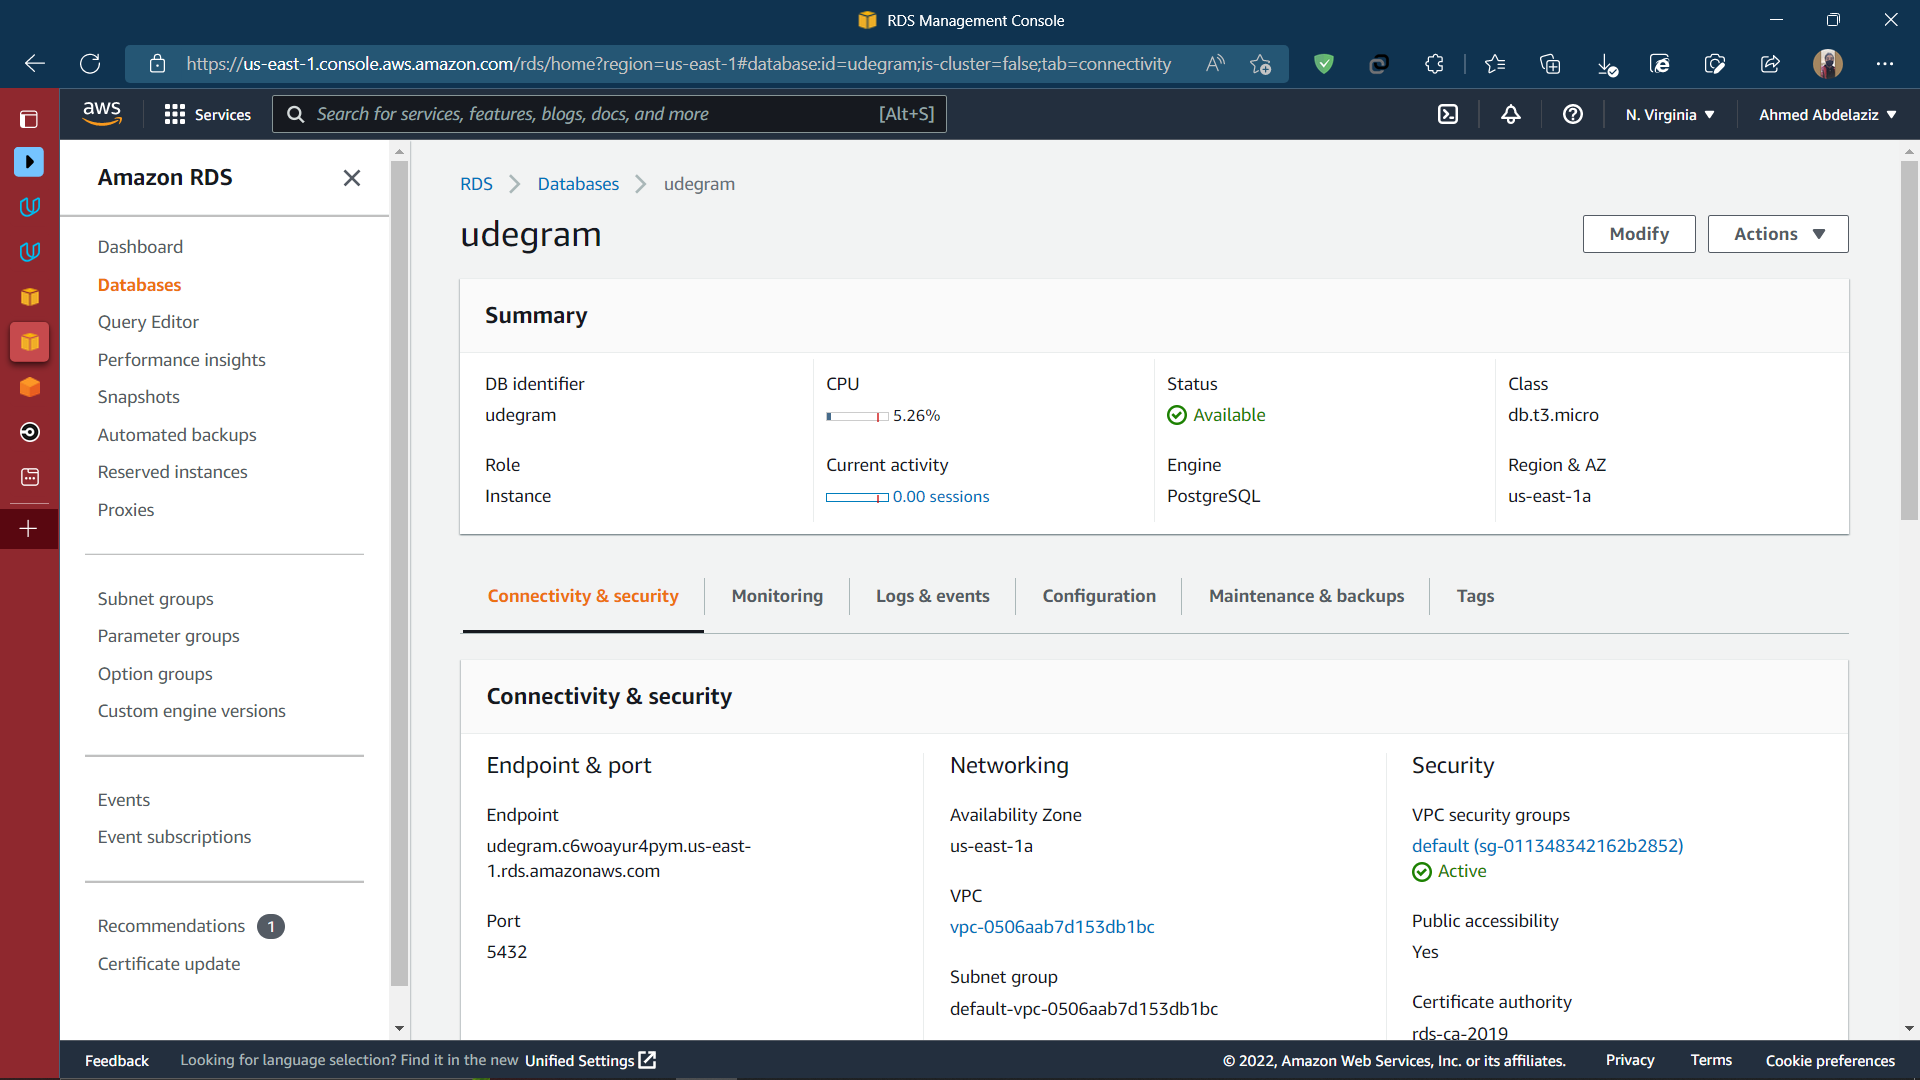 RDS Management Console
https://us-east-1.console.aws.amazon.com/rds/home?region=us-east-1#database:id=udegram;is-cluster=false;tab=connectivity
aws
Services
Search for services, features, blogs, docs, and more
[Alt+S]
N. Virginia
Ahmed Abdelaziz
Amazon RDS
Dashboard
Databases
Query Editor
Performance insights
Snapshots
Automated backups
Reserved instances
Proxies
Subnet groups
Parameter groups
Option groups
Custom engine versions
Events
Event subscriptions
Recommendations 1
Certificate update
RDS
Databases
udegram
udegram
Modify
Actions
Summary
DB identifier
udegram
CPU
5.26%
Status
Available
Class
db.t3.micro
Role
Instance
Current activity
0.00 sessions
Engine
PostgreSQL
Region & AZ
us-east-1a
Connectivity & security
Monitoring
Logs & events
Configuration
Maintenance & backups
Tags
Connectivity & security
Endpoint & port
Endpoint
udegram.c6woayur4pym.us-east-
1.rds.amazonaws.com
Port
5432
Networking
Availability Zone
us-east-1a
VPC
vpc-0506aab7d153db1bc
Subnet group
default-vpc-0506aab7d153db1bc
Security
VPC security groups
default (sg-011348342162b2852)
Active
Public accessibility
Yes
Certificate authority
rds-ca-2019
Feedback
Looking for language selection? Find it in the new Unified Settings
© 2022, Amazon Web Services, Inc. or its affiliates.
Privacy
Terms
Cookie preferences